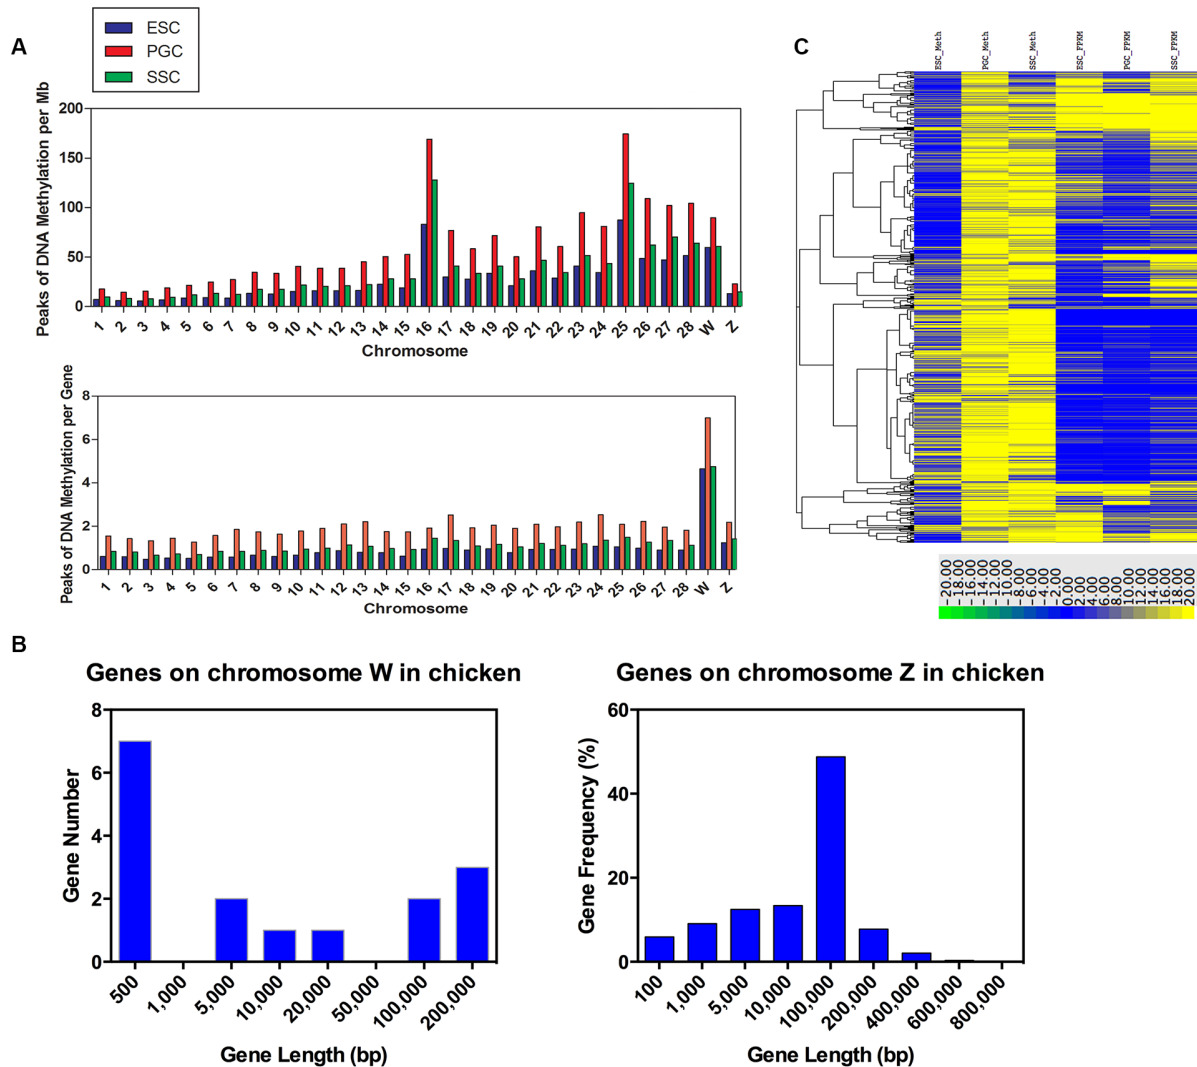 A
ESC
PGC
SSC
Peaks of DNA Methylation per Mb
200
150
100
50
0
1 2 3 4 5 6 7 8 9 10 11 12 13 14 15 16 17 18 19 20 21 22 23 24 25 26 27 28 W Z
Chromosome
Peaks of DNA Methylation per Gene
8
6
4
2
0
1 2 3 4 5 6 7 8 9 10 11 12 13 14 15 16 17 18 19 20 21 22 23 24 25 26 27 28 W Z
Chromosome
C
ESC_Meth
PGC_Meth
SSC_Meth
ESC_FPKM
PGC_FPKM
SSC_FPKM
-20.00
-18.00
-16.00
-14.00
-12.00
-10.00
-8.00
-6.00
-4.00
-2.00
0.00
2.00
4.00
6.00
8.00
10.00
12.00
14.00
16.00
18.00
20.00
B
Genes on chromosome W in chicken
Gene Number
8
6
4
2
0
500 1,000 5,000 10,000 20,000 50,000 100,000 200,000
Gene Length (bp)
Genes on chromosome Z in chicken
Gene Frequency (%)
60
40
20
0
100 1,000 5,000 10,000 100,000 200,000 400,000 600,000 800,000
Gene Length (bp)